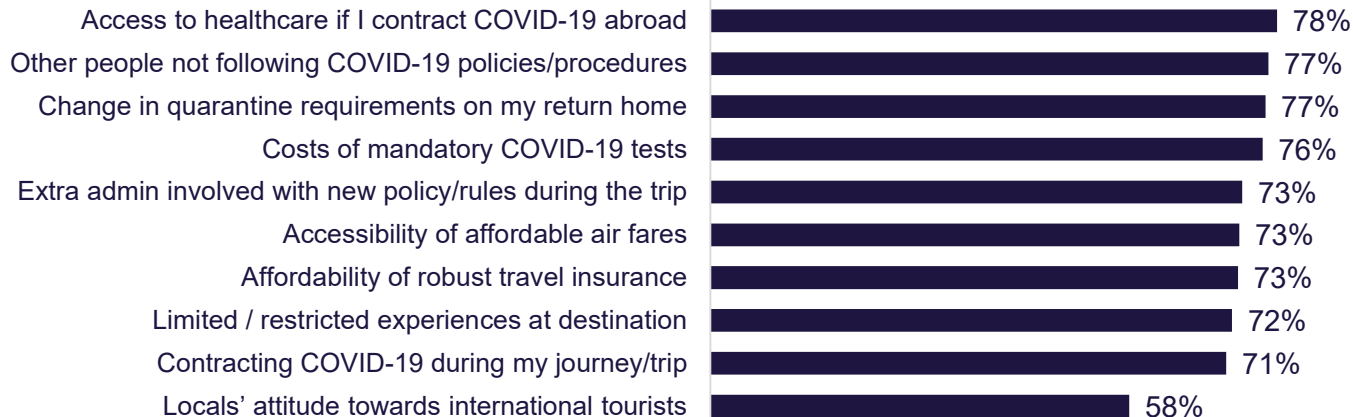 Access to healthcare if I contract COVID-19 abroad 78%
Other people not following COVID-19 policies/procedures 77%
Change in quarantine requirements on my return home 77%
Costs of mandatory COVID-19 tests 76%
Extra admin involved with new policy/rules during the trip 73%
Accessibility of affordable air fares 73%
Affordability of robust travel insurance 73%
Limited / restricted experiences at destination 72%
Contracting COVID-19 during my journey/trip 71%
Locals’ attitude towards international tourists 58%